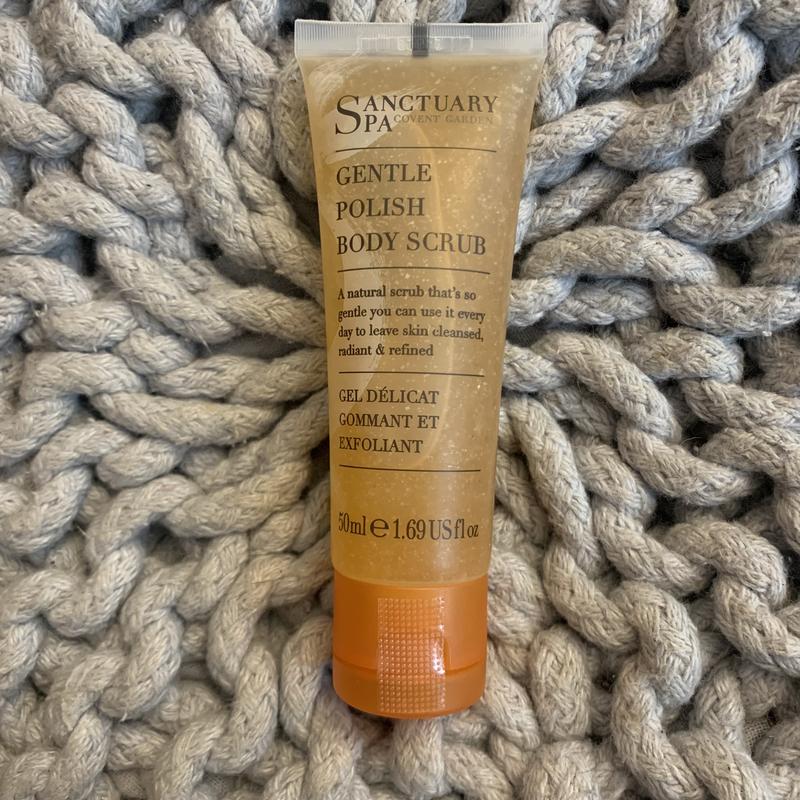 SANCTUARY
SPA COVENT GARDEN
GENTLE
POLISH
BODY SCRUB
A natural scrub that's so
gentle you can use it every
day to leave skin cleansed,
radiant & refined
GEL DÉLICAT
GOMMANT ET
EXFOLIANT
50ml ℮ 1.69 US fl oz